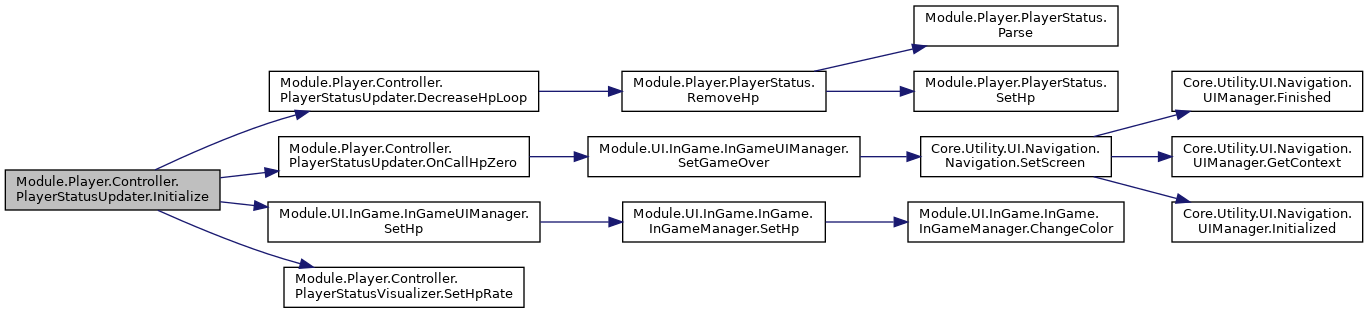 Module.Player.Controller.
PlayerStatusUpdater.Initialize
Module.Player.Controller.
PlayerStatusUpdater.DecreaseHpLoop
Module.Player.PlayerStatus.
RemoveHp
Module.Player.PlayerStatus.
Parse
Module.Player.PlayerStatus.
SetHp
Module.Player.Controller.
PlayerStatusUpdater.OnCallHpZero
Module.UI.InGame.InGameUIManager.
SetGameOver
Core.Utility.UI.Navigation.
Navigation.SetScreen
Core.Utility.UI.Navigation.
UIManager.Finished
Core.Utility.UI.Navigation.
UIManager.GetContext
Core.Utility.UI.Navigation.
UIManager.Initialized
Module.UI.InGame.InGameUIManager.
SetHp
Module.UI.InGame.InGame.
InGameManager.SetHp
Module.UI.InGame.InGame.
InGameManager.ChangeColor
Module.Player.Controller.
PlayerStatusVisualizer.SetHpRate